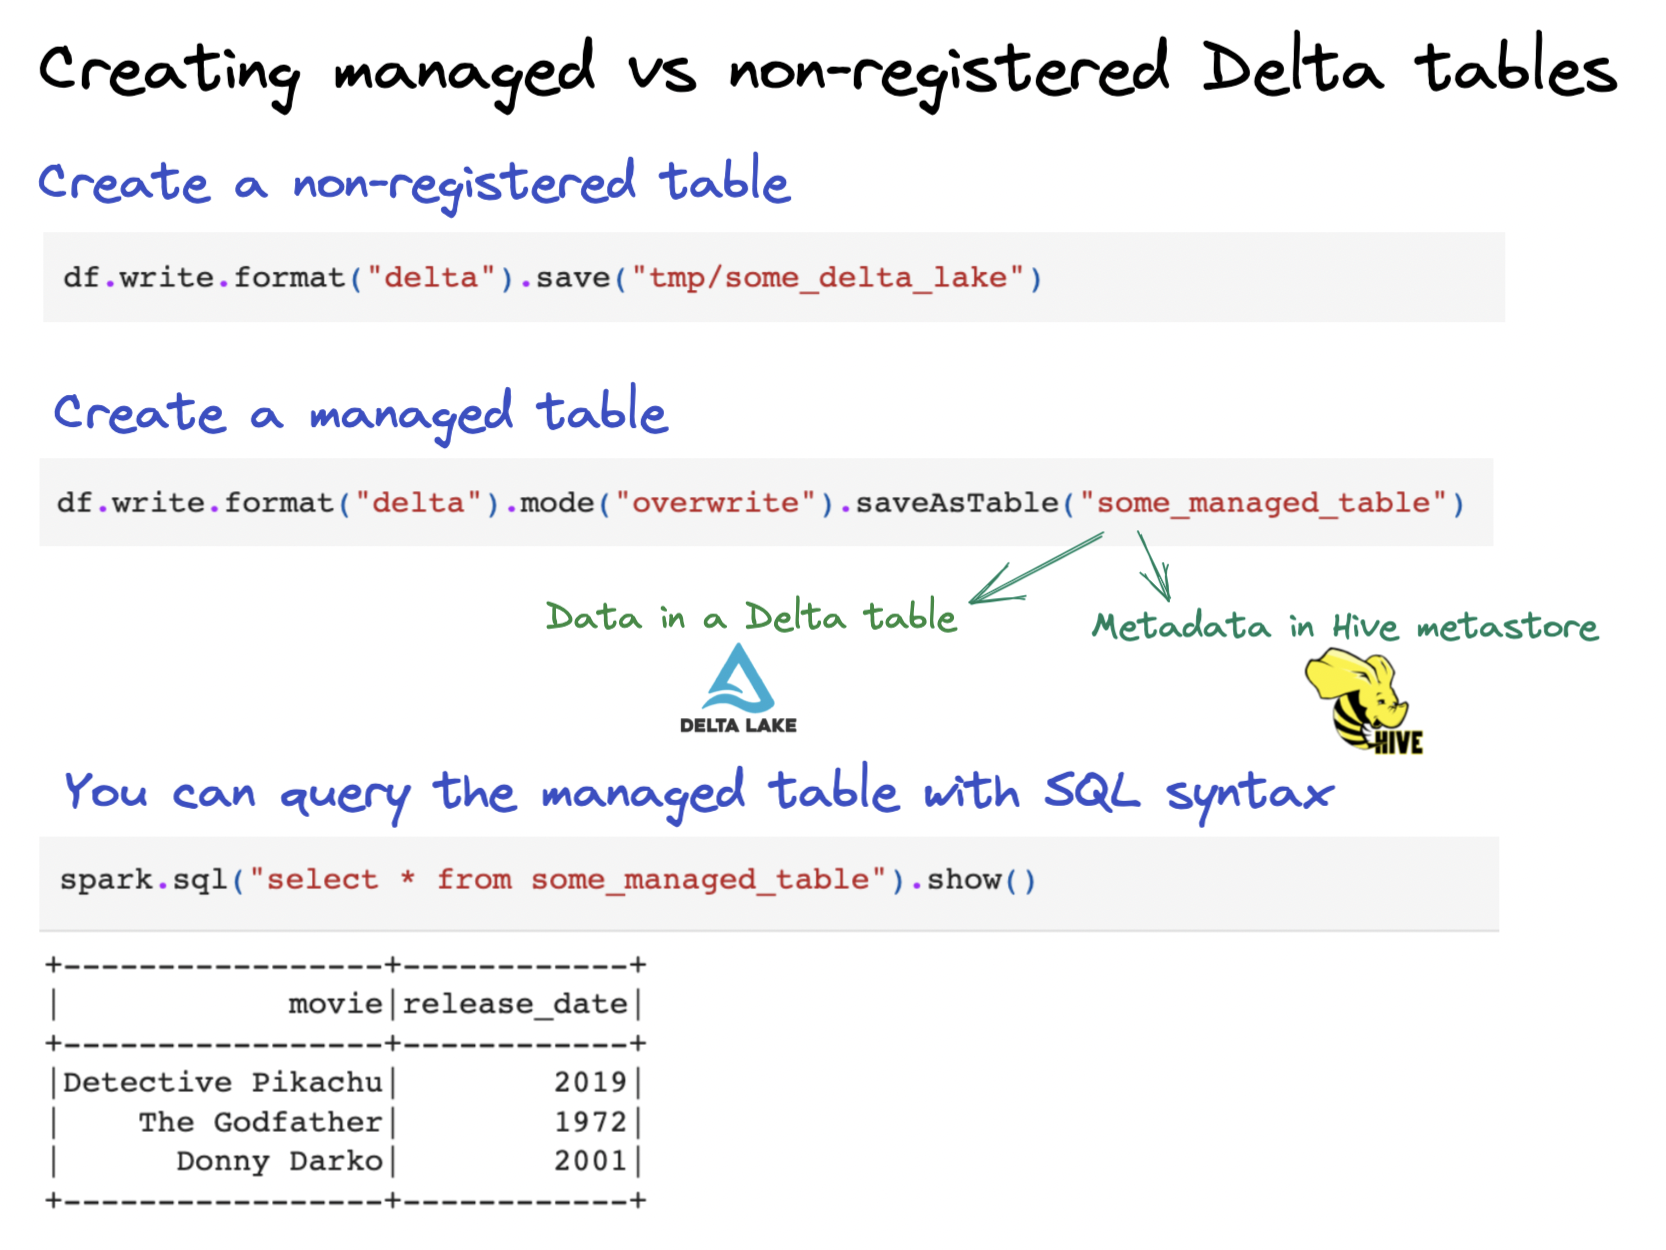 Creating managed vs non-registered Delta tables
Create a non-registered table
df.write.format("delta").save("tmp/some_delta_lake")
Create a managed table
df.write.format("delta").mode("overwrite").saveAsTable("some_managed_table")
Data in a Delta table
Metadata in Hive metastore
DELTA LAKE
HIVE
You can query the managed table with SQL syntax
spark.sql("select * from some_managed_table").show()
+-----------------+------------+
|            movie|release_date|
+-----------------+------------+
|Detective Pikachu|        2019|
|    The Godfather|        1972|
|      Donny Darko|        2001|
+-----------------+------------+